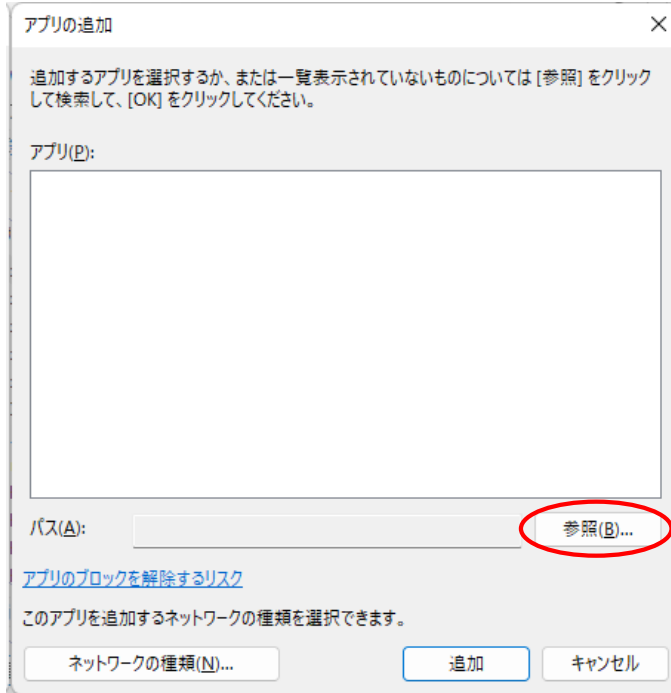 アプリの追加
追加するアプリを選択するか、または一覧表示されていないものについては [参照] をクリック
して検索して、[OK] をクリックしてください。
アプリ(P):
パス(A):
参照(B)...
アプリのブロックを解除するリスク
このアプリを追加するネットワークの種類を選択できます。
ネットワークの種類(N)...
追加
キャンセル